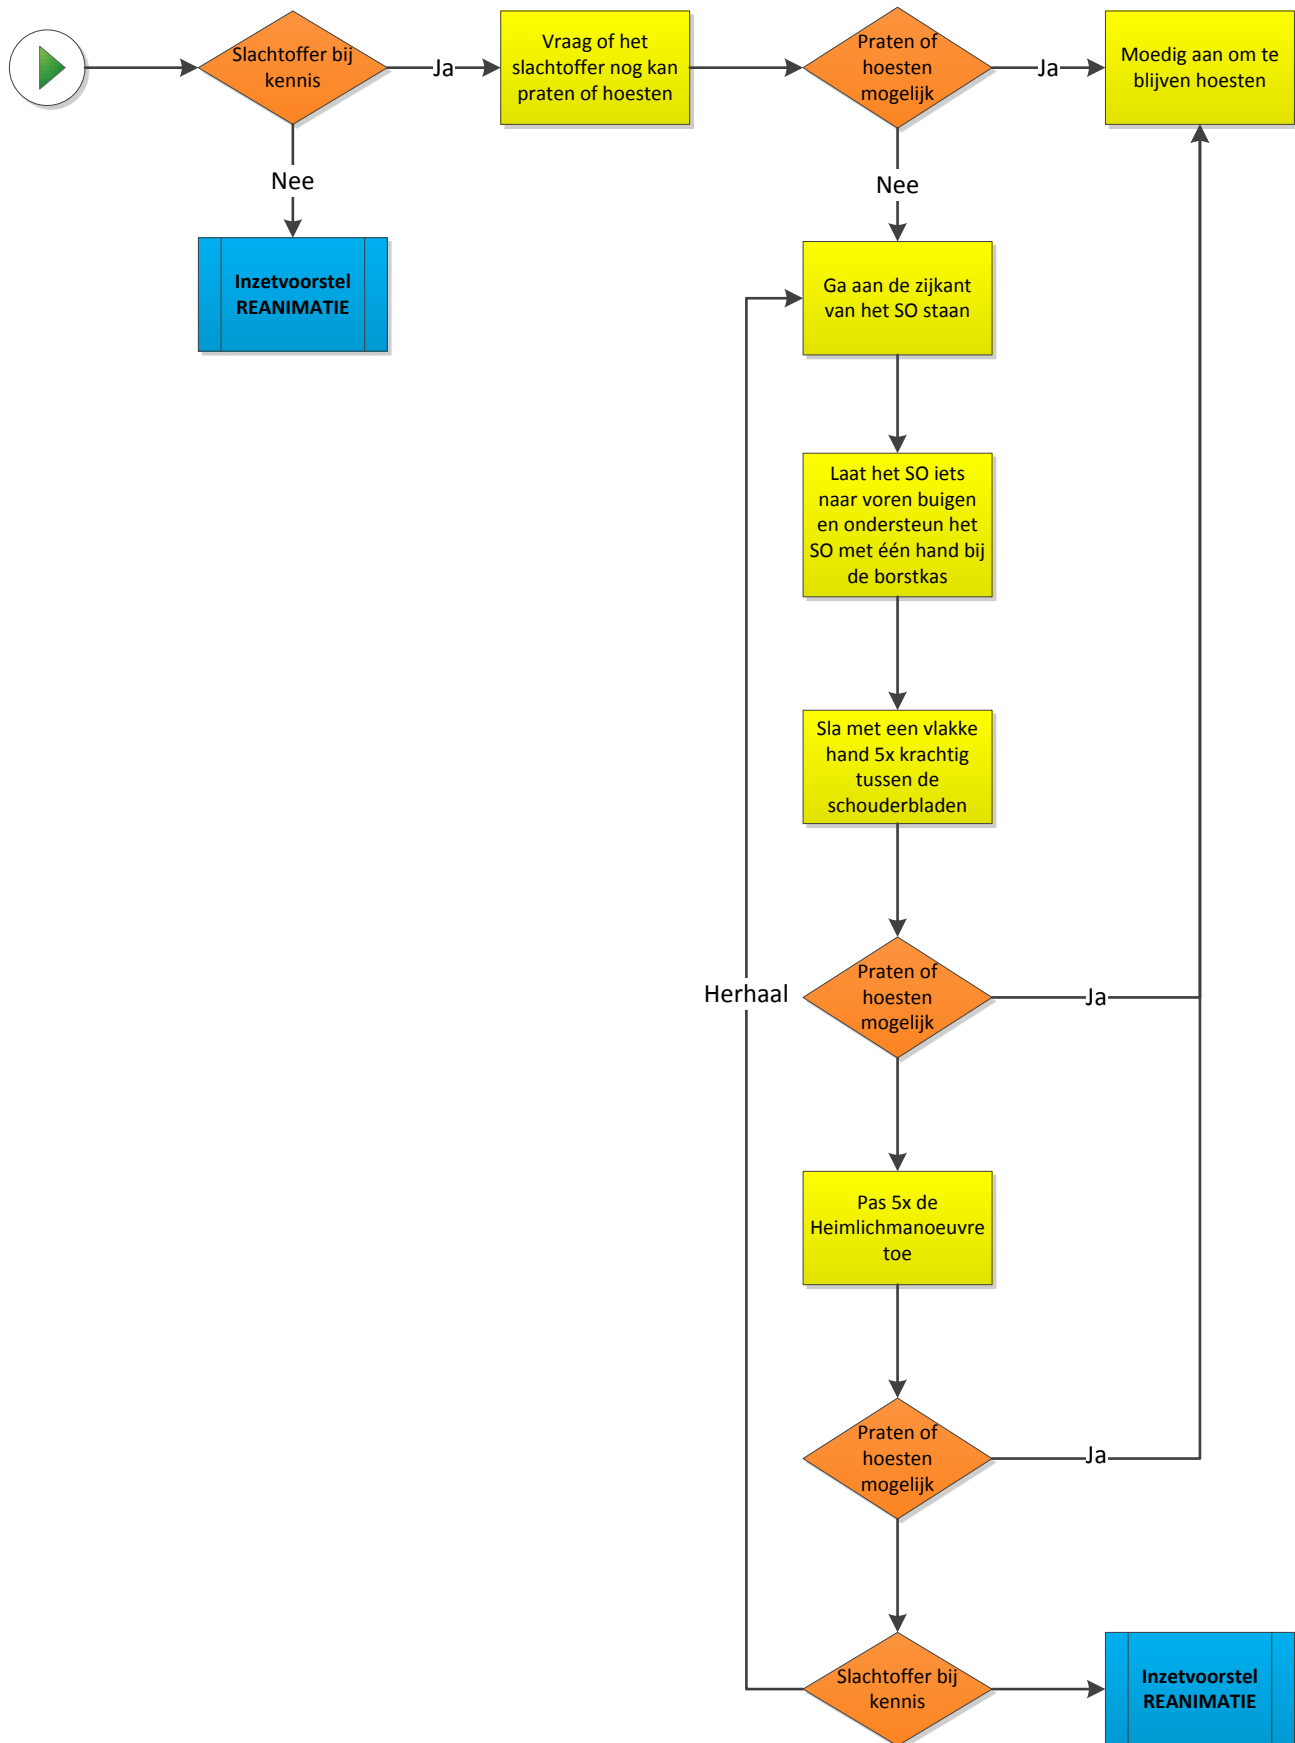 Slachtoffer bij
kennis
Ja
Vraag of het
slachtoffer nog kan
praten of hoesten
Praten of
hoesten
mogelijk
Ja
Moedig aan om te
blijven hoesten
Nee
Nee
Inzetvoorstel
REANIMATIE
Ga aan de zijkant
van het SO staan
Laat het SO iets
naar voren buigen
en ondersteun het
SO met één hand bij
de borstkas
Sla met een vlakke
hand 5x krachtig
tussen de
schouderbladen
Herhaal
Praten of
hoesten
mogelijk
Ja
Pas 5x de
Heimlichmanoeuvre
toe
Praten of
hoesten
mogelijk
Ja
Slachtoffer bij
kennis
Inzetvoorstel
REANIMATIE